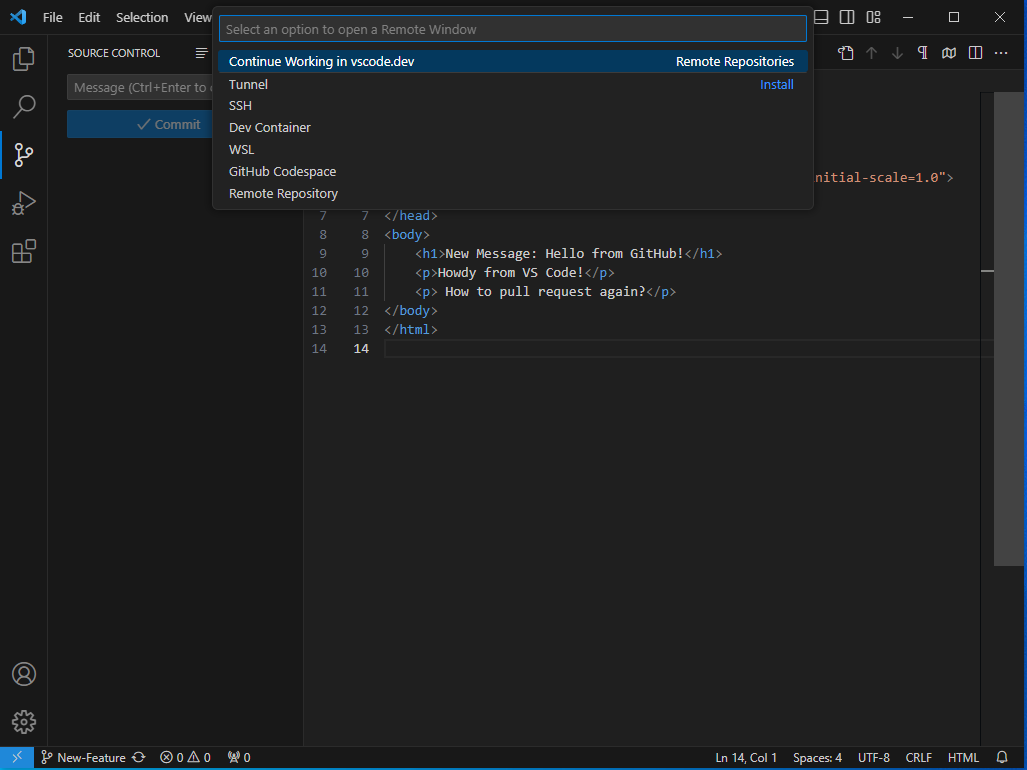 File Edit Selection View
Select an option to open a Remote Window
Continue Working in vscode.dev Remote Repositories
Tunnel Install
SSH
Dev Container
WSL
GitHub Codespace
Remote Repository
SOURCE CONTROL
Message (Ctrl+Enter to
Commit
nitial-scale=1.0">
7 7 </head>
8 8 <body>
9 9 <h1>New Message: Hello from GitHub!</h1>
10 10 <p>Howdy from VS Code!</p>
11 11 <p> How to pull request again?</p>
12 12 </body>
13 13 </html>
14 14
New-Feature 0 0 0 Ln 14, Col 1 Spaces: 4 UTF-8 CRLF HTML